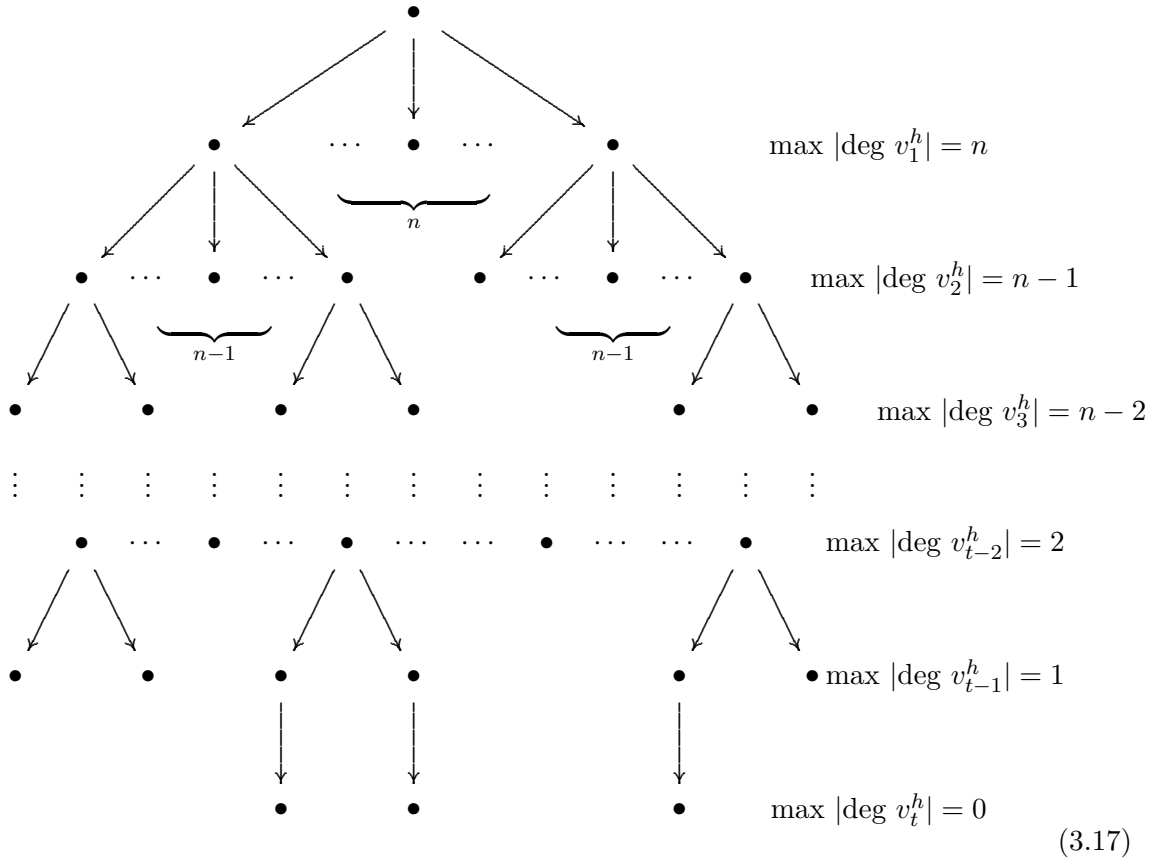 max |deg v_1^h| = n
n
max |deg v_2^h| = n − 1
n−1 n−1
max |deg v_3^h| = n − 2
max |deg v_{t−2}^h| = 2
max |deg v_{t−1}^h| = 1
max |deg v_t^h| = 0
(3.17)